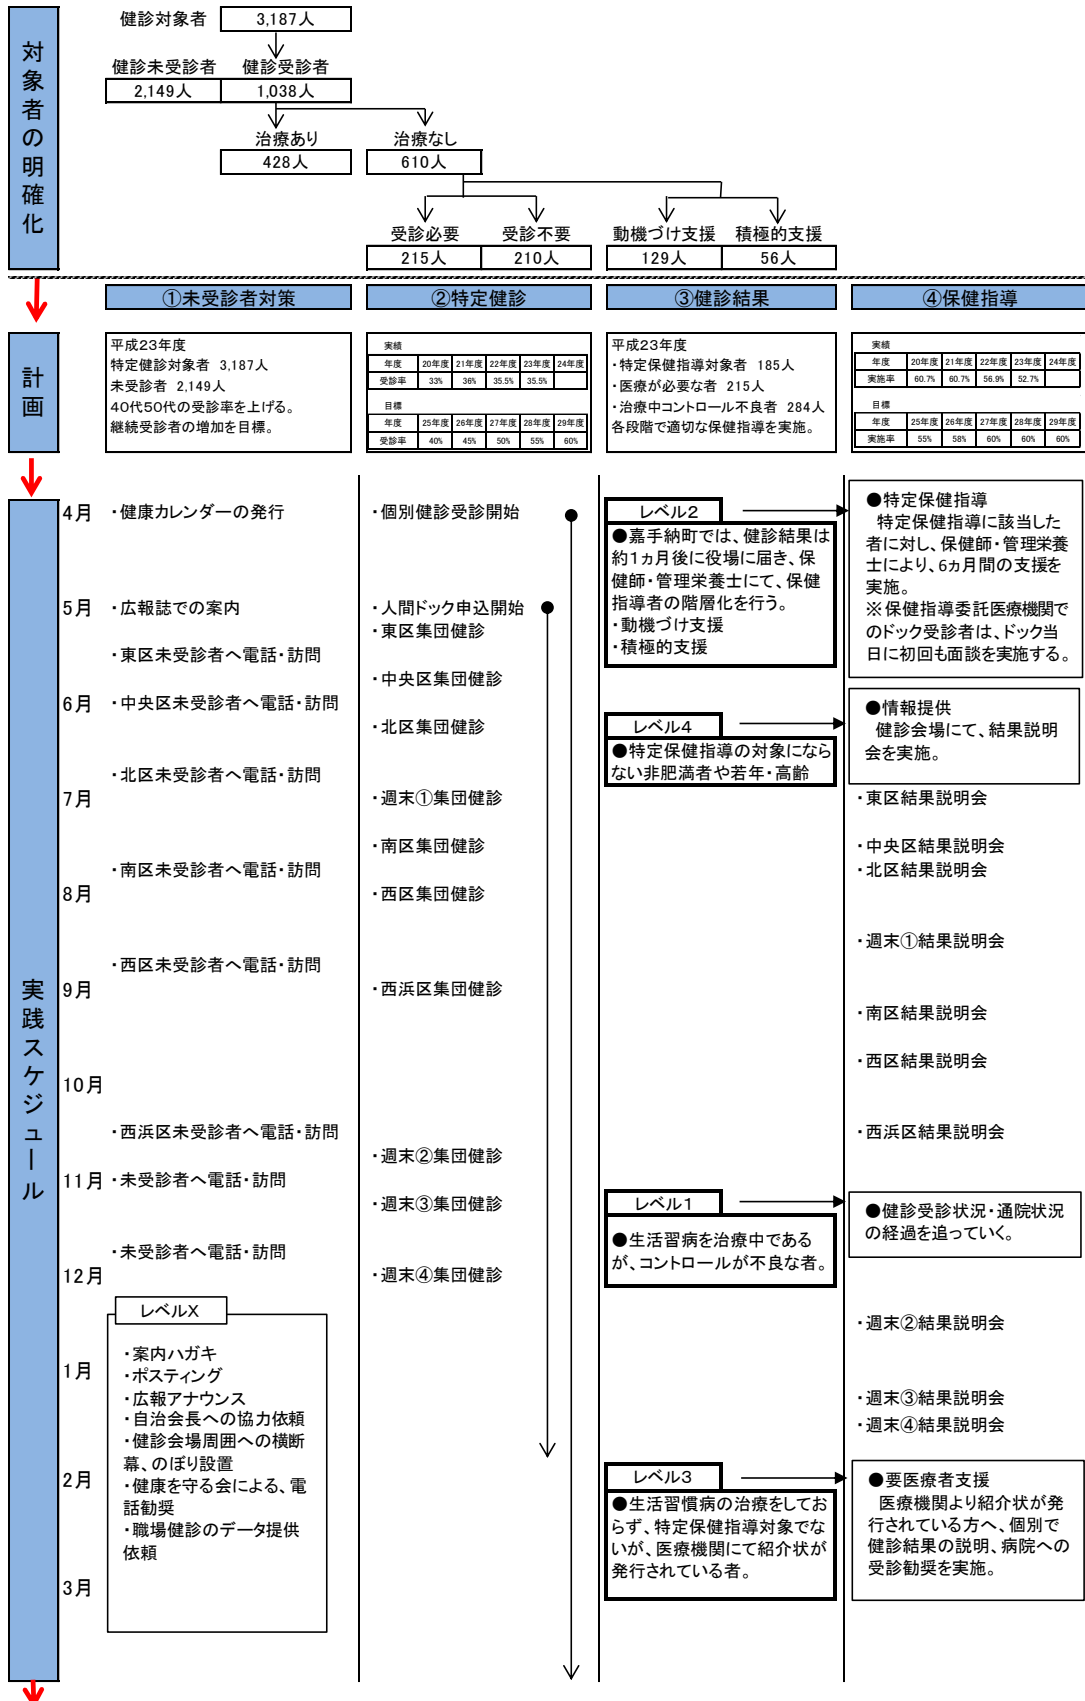 対象者の明確化
健診対象者 3,187人
健診未受診者 健診受診者
2,149人 1,038人
治療あり 治療なし
428人 610人
受診必要 受診不要 動機づけ支援 積極的支援
215人 210人 129人 56人
①未受診者対策 ②特定健診 ③健診結果 ④保健指導
計画
平成23年度
特定健診対象者 3,187人
未受診者 2,149人
40代50代の受診率を上げる。
継続受診者の増加を目標。
実績
年度 20年度 21年度 22年度 23年度 24年度
受診率 33% 36% 35.5% 35.5%
目標
年度 25年度 26年度 27年度 28年度 29年度
受診率 40% 45% 50% 55% 60%
平成23年度
・特定保健指導対象者 185人
・医療が必要な者 215人
・治療中コントロール不良者 284人
各段階で適切な保健指導を実施。
実績
年度 20年度 21年度 22年度 23年度 24年度
実施率 60.7% 60.7% 56.9% 52.7%
目標
年度 25年度 26年度 27年度 28年度 29年度
実施率 55% 58% 60% 60% 60%
実践スケジュール
4月
5月
6月
7月
8月
9月
10月
11月
12月
1月
2月
3月
・健康カレンダーの発行
・広報誌での案内
・東区未受診者へ電話・訪問
・中央区未受診者へ電話・訪問
・北区未受診者へ電話・訪問
・南区未受診者へ電話・訪問
・西区未受診者へ電話・訪問
・西浜区未受診者へ電話・訪問
・未受診者へ電話・訪問
・未受診者へ電話・訪問
レベルX
・案内ハガキ
・ポスティング
・広報アナウンス
・自治会長への協力依頼
・健診会場周囲への横断
幕、のぼり設置
・健康を守る会による、電
話勧奨
・職場健診のデータ提供
依頼
・個別健診受診開始
・人間ドック申込開始
・東区集団健診
・中央区集団健診
・北区集団健診
・週末①集団健診
・南区集団健診
・西区集団健診
・西浜区集団健診
・週末②集団健診
・週末③集団健診
・週末④集団健診
レベル2
●嘉手納町では、健診結果は
約1ヵ月後に役場に届き、保
健師・管理栄養士にて、保健
指導者の階層化を行う。
・動機づけ支援
・積極的支援
レベル4
●特定保健指導の対象になら
ない非肥満者や若年・高齢
レベル1
●生活習病を治療中である
が、コントロールが不良な者。
レベル3
●生活習慣病の治療をしてお
らず、特定保健指導対象でな
いが、医療機関にて紹介状が
発行されている者。
●特定保健指導
特定保健指導に該当した
者に対し、保健師・管理栄養
士により、6ヵ月間の支援を
実施。
※保健指導委託医療機関で
のドック受診者は、ドック当
日に初回も面談を実施する。
●情報提供
健診会場にて、結果説明
会を実施。
・東区結果説明会
・中央区結果説明会
・北区結果説明会
・週末①結果説明会
・南区結果説明会
・西区結果説明会
・西浜区結果説明会
●健診受診状況・通院状況
の経過を追っていく。
・週末②結果説明会
・週末③結果説明会
・週末④結果説明会
●要医療者支援
医療機関より紹介状が発
行されている方へ、個別で
健診結果の説明、病院への
受診勧奨を実施。